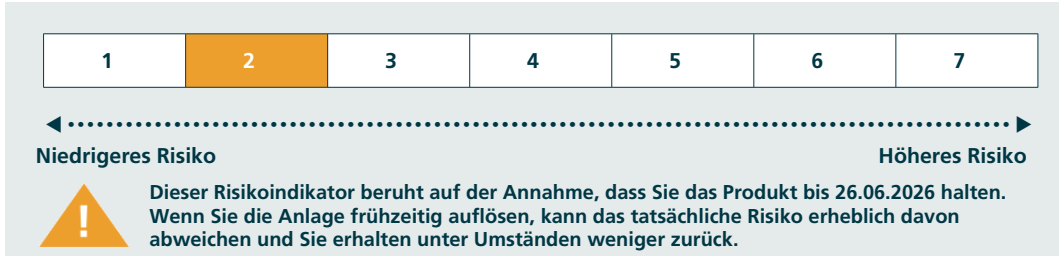 1 2 3 4 5 6 7
Niedrigeres Risiko Höheres Risiko
!
Dieser Risikoindikator beruht auf der Annahme, dass Sie das Produkt bis 26.06.2026 halten.
Wenn Sie die Anlage frühzeitig auflösen, kann das tatsächliche Risiko erheblich davon
abweichen und Sie erhalten unter Umständen weniger zurück.